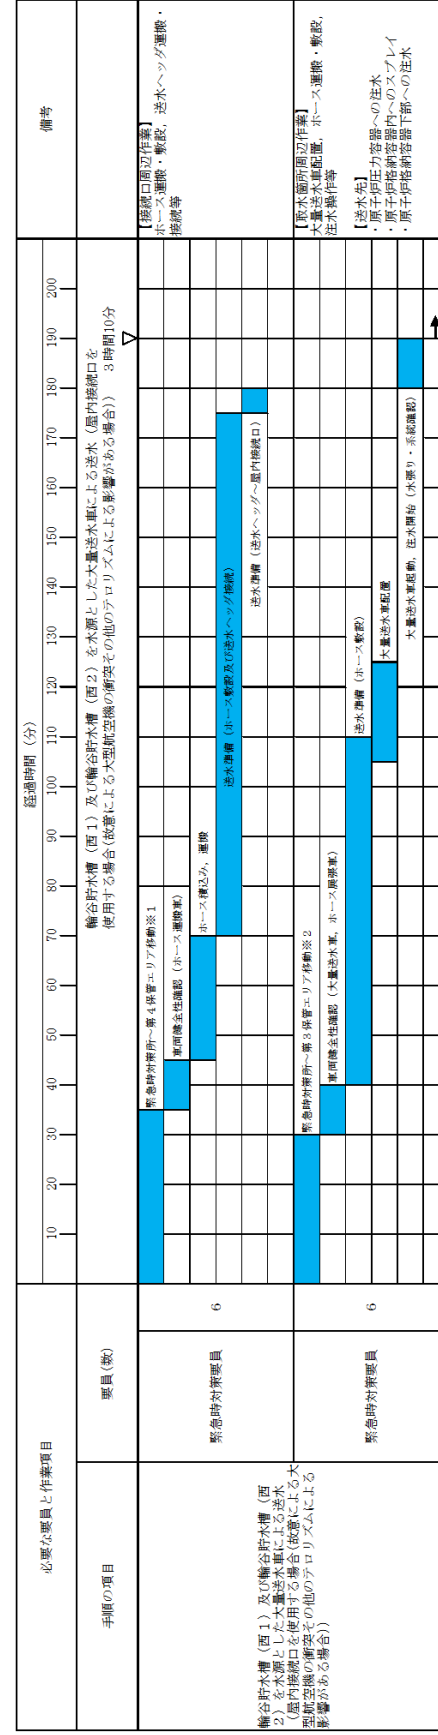 必要な要員と作業項目
経過時間（分）
備考
手順の項目
要員(数)
10 20 30 40 50 60 70 80 90 100 110 120 130 140 150 160 170 180 190 200
輪谷貯水槽（西１）及び輪谷貯水槽（西２）を水源とした大量送水車による送水（屋内接続口を
使用する場合(故意による大型航空機の衝突その他のテロリズムによる影響がある場合)）　３時間10分
輪谷貯水槽（西１）及び輪谷貯水槽（西
２）を水源とした大量送水車による送水
（屋内接続口を使用する場合(故意による大
型航空機の衝突その他のテロリズムによる
影響がある場合)）
緊急時対策要員
6
緊急時対策所～第４保管エリア移動※１
車両健全性確認（ホース運搬車）
ホース積込み，運搬
送水準備（ホース敷設及び送水ヘッダ接続）
送水準備（送水ヘッダ～屋内接続口）
【接続口周辺作業】
ホース運搬・敷設，送水ヘッダ運搬・
接続等
緊急時対策要員
6
緊急時対策所～第３保管エリア移動※２
車両健全性確認（大量送水車，ホース展張車）
送水準備（ホース敷設）
大量送水車配置
大量送水車起動，注水開始（水張り・系統確認）
【取水箇所周辺作業】
大量送水車配置，ホース運搬・敷設，
注水操作等
【送水先】
・原子炉圧力容器への注水
・原子炉格納容器内へのスプレイ
・原子炉格納容器下部への注水